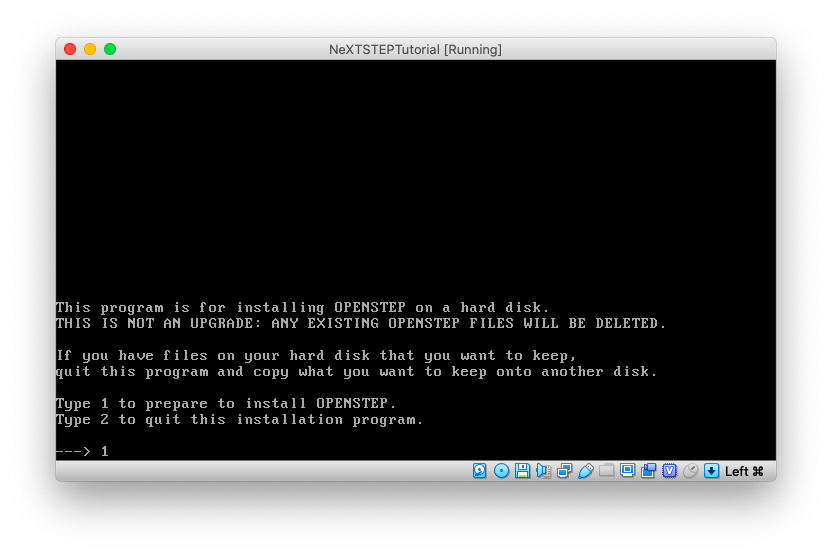 NeXTSTEPTutorial [Running]
This program is for installing OPENSTEP on a hard disk.
THIS IS NOT AN UPGRADE: ANY EXISTING OPENSTEP FILES WILL BE DELETED.
If you have files on your hard disk that you want to keep,
quit this program and copy what you want to keep onto another disk.
Type 1 to prepare to install OPENSTEP.
Type 2 to quit this installation program.
---> 1
Left ⌘